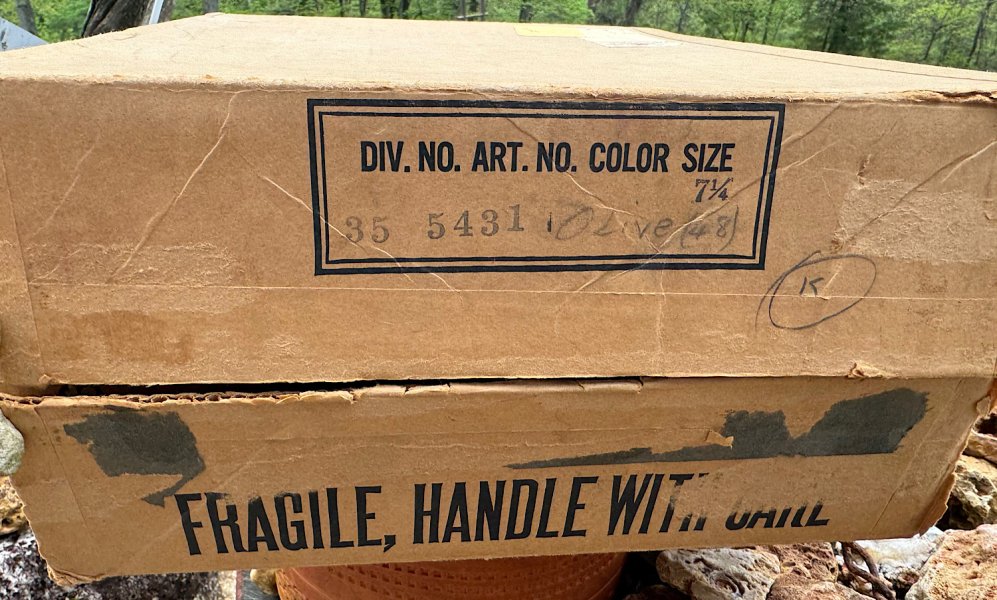 DIV. NO. ART. NO. COLOR SIZE
7¼
35 5431 Olive (48)
K
FRAGILE, HANDLE WITH CARE